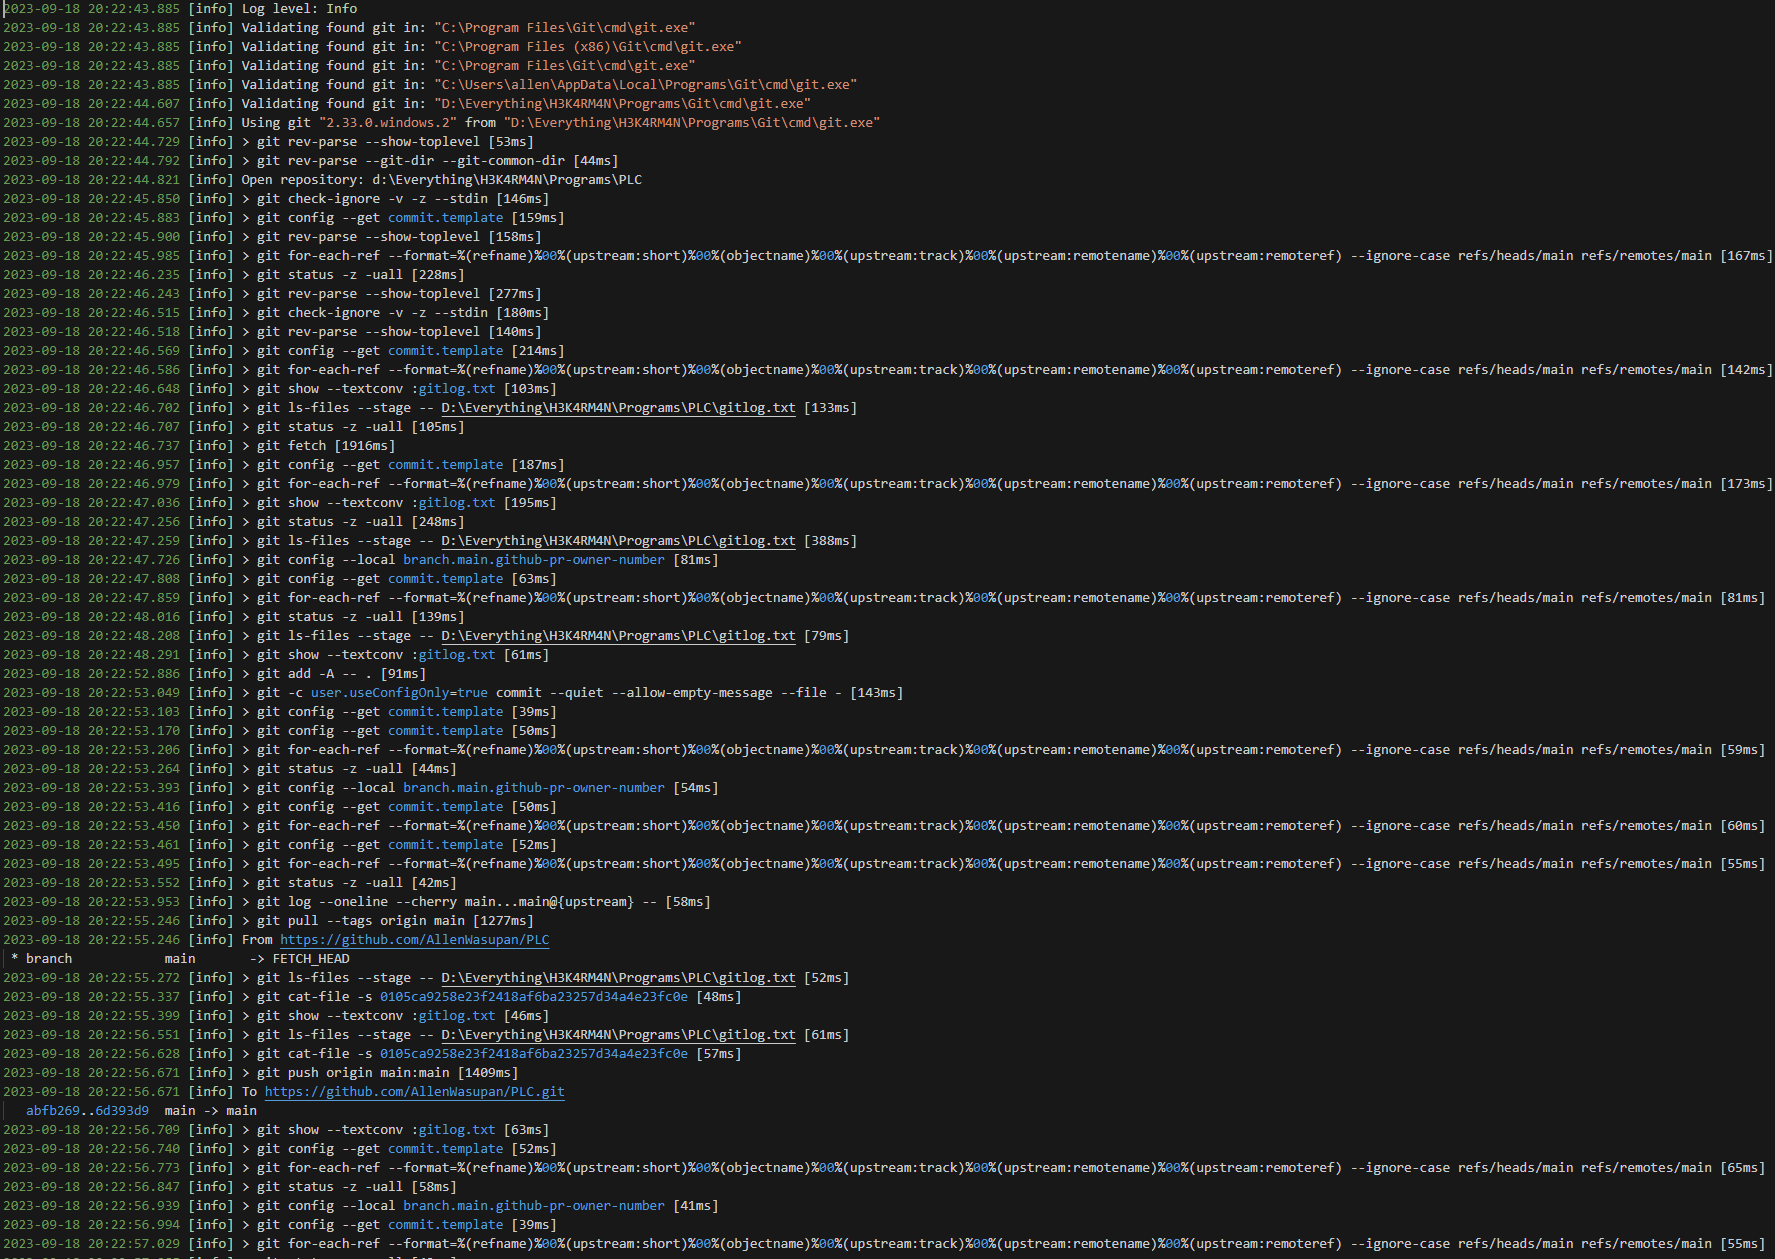 2023-09-18 20:22:43.885 [info] Log level: Info
2023-09-18 20:22:43.885 [info] Validating found git in: "C:\Program Files\Git\cmd\git.exe"
2023-09-18 20:22:43.885 [info] Validating found git in: "C:\Program Files (x86)\Git\cmd\git.exe"
2023-09-18 20:22:43.885 [info] Validating found git in: "C:\Program Files\Git\cmd\git.exe"
2023-09-18 20:22:43.885 [info] Validating found git in: "C:\Users\allen\AppData\Local\Programs\Git\cmd\git.exe"
2023-09-18 20:22:44.607 [info] Validating found git in: "D:\Everything\H3K4RM4N\Programs\Git\cmd\git.exe"
2023-09-18 20:22:44.657 [info] Using git "2.33.0.windows.2" from "D:\Everything\H3K4RM4N\Programs\Git\cmd\git.exe"
2023-09-18 20:22:44.729 [info] > git rev-parse --show-toplevel [53ms]
2023-09-18 20:22:44.792 [info] > git rev-parse --git-dir --git-common-dir [44ms]
2023-09-18 20:22:44.821 [info] Open repository: d:\Everything\H3K4RM4N\Programs\PLC
2023-09-18 20:22:45.850 [info] > git check-ignore -v -z --stdin [146ms]
2023-09-18 20:22:45.883 [info] > git config --get commit.template [159ms]
2023-09-18 20:22:45.900 [info] > git rev-parse --show-toplevel [158ms]
2023-09-18 20:22:45.985 [info] > git for-each-ref --format=%(refname)%00%(upstream:short)%00%(objectname)%00%(upstream:track)%00%(upstream:remotename)%00%(upstream:remoteref) --ignore-case refs/heads/main refs/remotes/main [167ms]
2023-09-18 20:22:46.235 [info] > git status -z -uall [228ms]
2023-09-18 20:22:46.243 [info] > git rev-parse --show-toplevel [277ms]
2023-09-18 20:22:46.515 [info] > git check-ignore -v -z --stdin [180ms]
2023-09-18 20:22:46.518 [info] > git rev-parse --show-toplevel [140ms]
2023-09-18 20:22:46.569 [info] > git config --get commit.template [214ms]
2023-09-18 20:22:46.586 [info] > git for-each-ref --format=%(refname)%00%(upstream:short)%00%(objectname)%00%(upstream:track)%00%(upstream:remotename)%00%(upstream:remoteref) --ignore-case refs/heads/main refs/remotes/main [142ms]
2023-09-18 20:22:46.648 [info] > git show --textconv :gitlog.txt [103ms]
2023-09-18 20:22:46.702 [info] > git ls-files --stage -- D:\Everything\H3K4RM4N\Programs\PLC\gitlog.txt [133ms]
2023-09-18 20:22:46.707 [info] > git status -z -uall [105ms]
2023-09-18 20:22:46.737 [info] > git fetch [1916ms]
2023-09-18 20:22:46.957 [info] > git config --get commit.template [187ms]
2023-09-18 20:22:46.979 [info] > git for-each-ref --format=%(refname)%00%(upstream:short)%00%(objectname)%00%(upstream:track)%00%(upstream:remotename)%00%(upstream:remoteref) --ignore-case refs/heads/main refs/remotes/main [173ms]
2023-09-18 20:22:47.036 [info] > git show --textconv :gitlog.txt [195ms]
2023-09-18 20:22:47.256 [info] > git status -z -uall [248ms]
2023-09-18 20:22:47.259 [info] > git ls-files --stage -- D:\Everything\H3K4RM4N\Programs\PLC\gitlog.txt [388ms]
2023-09-18 20:22:47.726 [info] > git config --local branch.main.github-pr-owner-number [81ms]
2023-09-18 20:22:47.808 [info] > git config --get commit.template [63ms]
2023-09-18 20:22:47.859 [info] > git for-each-ref --format=%(refname)%00%(upstream:short)%00%(objectname)%00%(upstream:track)%00%(upstream:remotename)%00%(upstream:remoteref) --ignore-case refs/heads/main refs/remotes/main [81ms]
2023-09-18 20:22:48.016 [info] > git status -z -uall [139ms]
2023-09-18 20:22:48.208 [info] > git ls-files --stage -- D:\Everything\H3K4RM4N\Programs\PLC\gitlog.txt [79ms]
2023-09-18 20:22:48.291 [info] > git show --textconv :gitlog.txt [61ms]
2023-09-18 20:22:52.886 [info] > git add -A -- . [91ms]
2023-09-18 20:22:53.049 [info] > git -c user.useConfigOnly=true commit --quiet --allow-empty-message --file - [143ms]
2023-09-18 20:22:53.103 [info] > git config --get commit.template [39ms]
2023-09-18 20:22:53.170 [info] > git config --get commit.template [50ms]
2023-09-18 20:22:53.206 [info] > git for-each-ref --format=%(refname)%00%(upstream:short)%00%(objectname)%00%(upstream:track)%00%(upstream:remotename)%00%(upstream:remoteref) --ignore-case refs/heads/main refs/remotes/main [59ms]
2023-09-18 20:22:53.264 [info] > git status -z -uall [44ms]
2023-09-18 20:22:53.393 [info] > git config --local branch.main.github-pr-owner-number [54ms]
2023-09-18 20:22:53.416 [info] > git config --get commit.template [50ms]
2023-09-18 20:22:53.450 [info] > git for-each-ref --format=%(refname)%00%(upstream:short)%00%(objectname)%00%(upstream:track)%00%(upstream:remotename)%00%(upstream:remoteref) --ignore-case refs/heads/main refs/remotes/main [60ms]
2023-09-18 20:22:53.461 [info] > git config --get commit.template [52ms]
2023-09-18 20:22:53.495 [info] > git for-each-ref --format=%(refname)%00%(upstream:short)%00%(objectname)%00%(upstream:track)%00%(upstream:remotename)%00%(upstream:remoteref) --ignore-case refs/heads/main refs/remotes/main [55ms]
2023-09-18 20:22:53.552 [info] > git status -z -uall [42ms]
2023-09-18 20:22:53.953 [info] > git log --oneline --cherry main...main@{upstream} -- [58ms]
2023-09-18 20:22:55.246 [info] > git pull --tags origin main [1277ms]
2023-09-18 20:22:55.246 [info] From https://github.com/AllenWasupan/PLC
 * branch            main       -> FETCH_HEAD
2023-09-18 20:22:55.272 [info] > git ls-files --stage -- D:\Everything\H3K4RM4N\Programs\PLC\gitlog.txt [52ms]
2023-09-18 20:22:55.337 [info] > git cat-file -s 0105ca9258e23f2418af6ba23257d34a4e23fc0e [48ms]
2023-09-18 20:22:55.399 [info] > git show --textconv :gitlog.txt [46ms]
2023-09-18 20:22:56.551 [info] > git ls-files --stage -- D:\Everything\H3K4RM4N\Programs\PLC\gitlog.txt [61ms]
2023-09-18 20:22:56.628 [info] > git cat-file -s 0105ca9258e23f2418af6ba23257d34a4e23fc0e [57ms]
2023-09-18 20:22:56.671 [info] > git push origin main:main [1409ms]
2023-09-18 20:22:56.671 [info] To https://github.com/AllenWasupan/PLC.git
   abfb269..6d393d9  main -> main
2023-09-18 20:22:56.709 [info] > git show --textconv :gitlog.txt [63ms]
2023-09-18 20:22:56.740 [info] > git config --get commit.template [52ms]
2023-09-18 20:22:56.773 [info] > git for-each-ref --format=%(refname)%00%(upstream:short)%00%(objectname)%00%(upstream:track)%00%(upstream:remotename)%00%(upstream:remoteref) --ignore-case refs/heads/main refs/remotes/main [65ms]
2023-09-18 20:22:56.847 [info] > git status -z -uall [58ms]
2023-09-18 20:22:56.939 [info] > git config --local branch.main.github-pr-owner-number [41ms]
2023-09-18 20:22:56.994 [info] > git config --get commit.template [39ms]
2023-09-18 20:22:57.029 [info] > git for-each-ref --format=%(refname)%00%(upstream:short)%00%(objectname)%00%(upstream:track)%00%(upstream:remotename)%00%(upstream:remoteref) --ignore-case refs/heads/main refs/remotes/main [55ms]